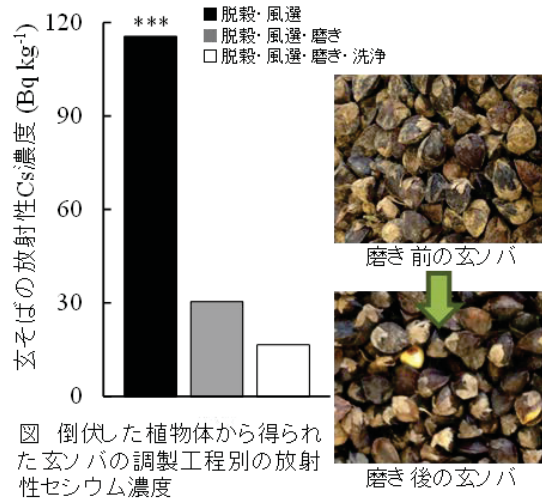 ■脱穀・風選
■脱穀・風選・磨き
□脱穀・風選・磨き・洗浄
***
120
90
60
30
0
玄そばの放射性Cs濃度 (Bq kg-1)
磨き前の玄ソバ
磨き後の玄ソバ
図 倒伏した植物体から得られ
た玄ソバの調製工程別の放射
性セシウム濃度